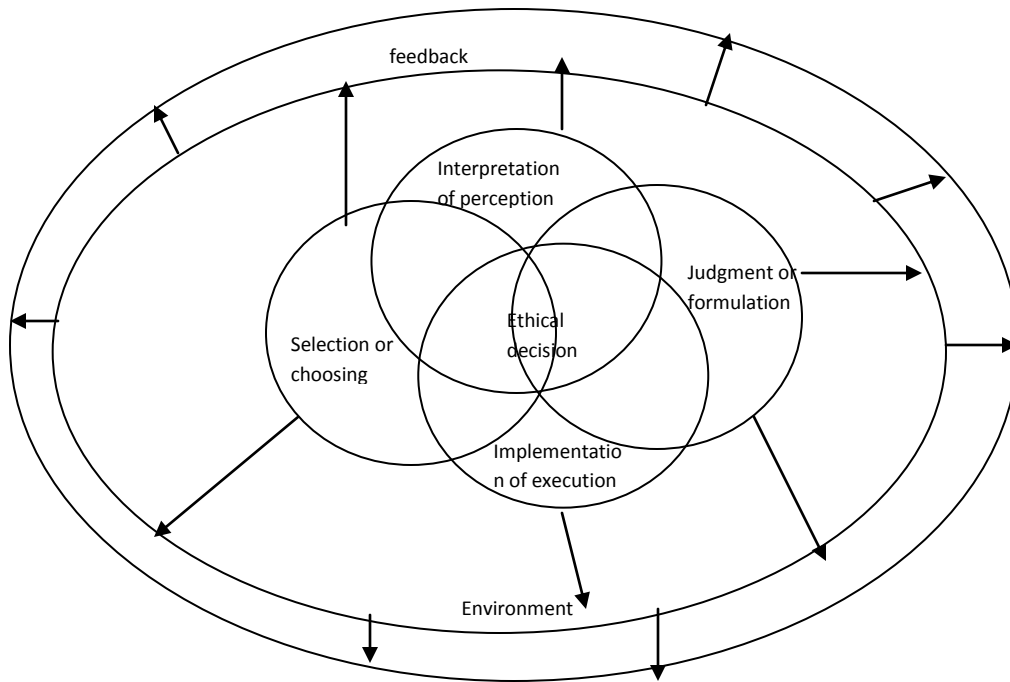 feedback
Interpretation
of perception
Judgment or
formulation
Ethical
decision
Selection or
choosing
Implementatio
n of execution
Environment